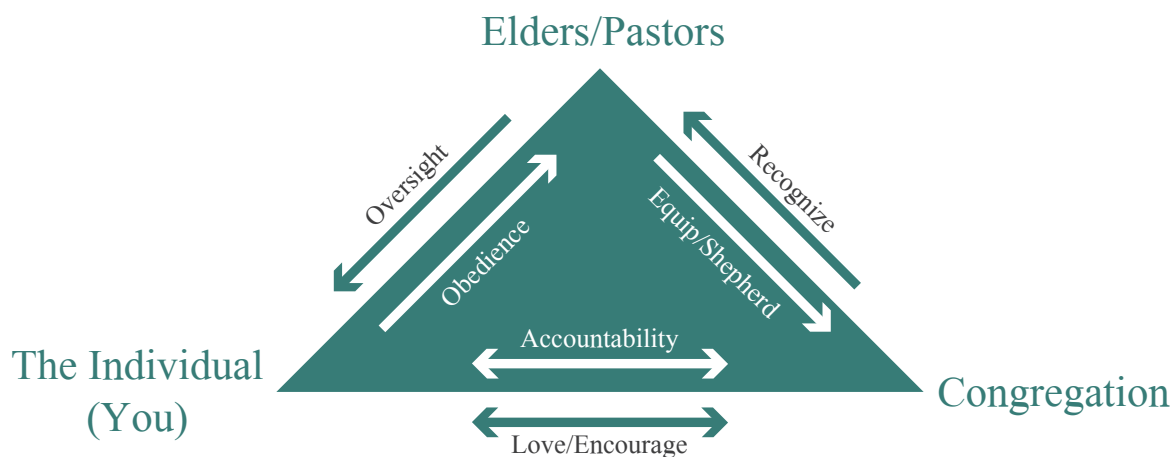 Elders/Pastors
Oversight
Obedience
Equip/Shepherd
Recognize
Accountability
The Individual
(You)
Congregation
Love/Encourage